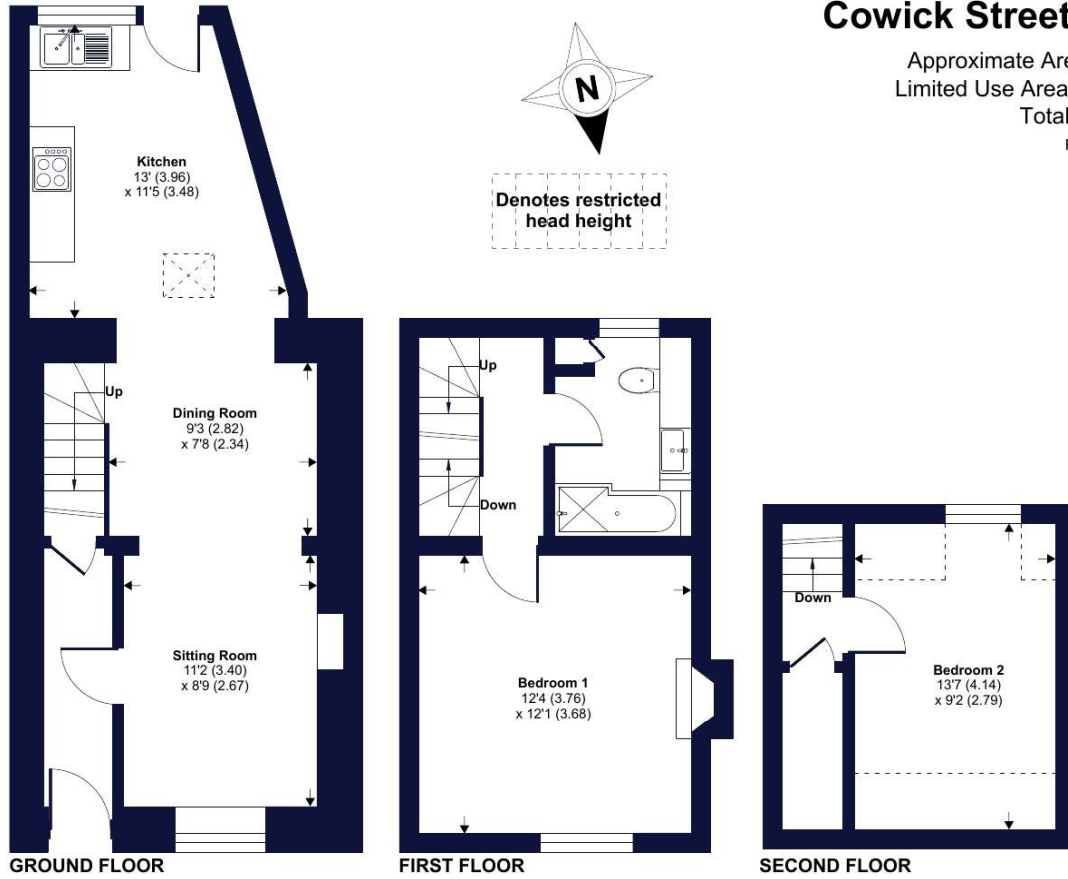 Cowick Street
Approximate Are
Limited Use Area
Total
N
Denotes restricted
head height
Kitchen
13' (3.96)
x 11'5 (3.48)
Up
Dining Room
9'3 (2.82)
x 7'8 (2.34)
Sitting Room
11'2 (3.40)
x 8'9 (2.67)
GROUND FLOOR
Up
Down
Bedroom 1
12'4 (3.76)
x 12'1 (3.68)
FIRST FLOOR
Down
Bedroom 2
13'7 (4.14)
x 9'2 (2.79)
SECOND FLOOR